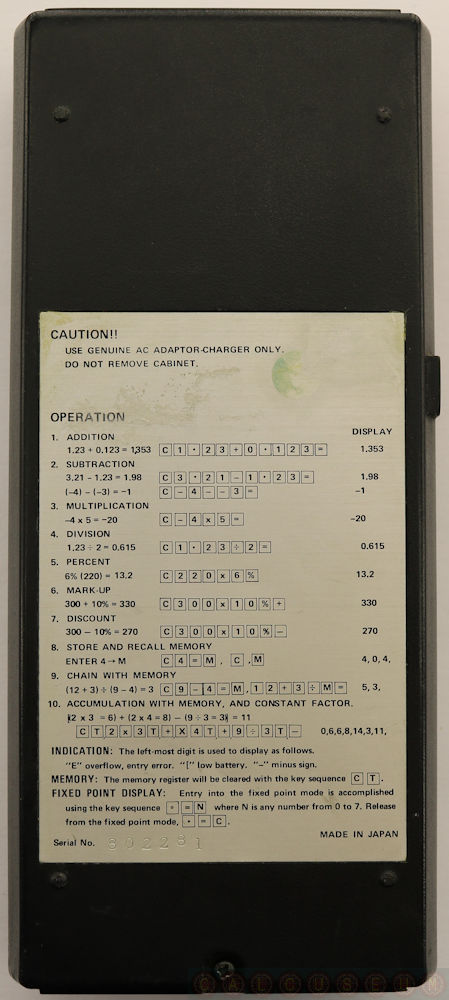 CAUTION!!
USE GENUINE AC ADAPTOR-CHARGER ONLY.
DO NOT REMOVE CABINET.
OPERATION
DISPLAY
1. ADDITION
1.23 + 0.123 = 1.353 C 1 · 2 3 + 0 · 1 2 3 = 1.353
2. SUBTRACTION
3.21 – 1.23 = 1.98 C 3 · 2 1 – 1 · 2 3 = 1.98
(–4) – (–3) = –1 C – 4 – – 3 = –1
3. MULTIPLICATION
–4 x 5 = –20 C – 4 x 5 = –20
4. DIVISION
1.23 ÷ 2 = 0.615 C 1 · 2 3 ÷ 2 = 0.615
5. PERCENT
6% (220) = 13.2 C 2 2 0 x 6 % 13.2
6. MARK-UP
300 + 10% = 330 C 3 0 0 x 1 0 % + 330
7. DISCOUNT
300 – 10% = 270 C 3 0 0 x 1 0 % – 270
8. STORE AND RECALL MEMORY
ENTER 4 → M C 4 = M , C , M 4, 0, 4,
9. CHAIN WITH MEMORY
(12 + 3) ÷ (9 – 4) = 3 C 9 – 4 = M , 1 2 + 3 ÷ M = 5, 3,
10. ACCUMULATION WITH MEMORY, AND CONSTANT FACTOR.
(2 x 3 = 6) + (2 x 4 = 8) – (9 ÷ 3 = 3) = 11
C T 2 x 3 T + X 4 T + 9 ÷ 3 T – 0,6,6,8,14,3,11,
INDICATION: The left-most digit is used to display as follows.
"E" overflow, entry error. "[" low battery. "–" minus sign.
MEMORY: The memory register will be cleared with the key sequence C T .
FIXED POINT DISPLAY: Entry into the fixed point mode is accomplished
using the key sequence · = N where N is any number from 0 to 7. Release
from the fixed point mode, · = C .
MADE IN JAPAN
Serial No. 802281
CALCUSEUM